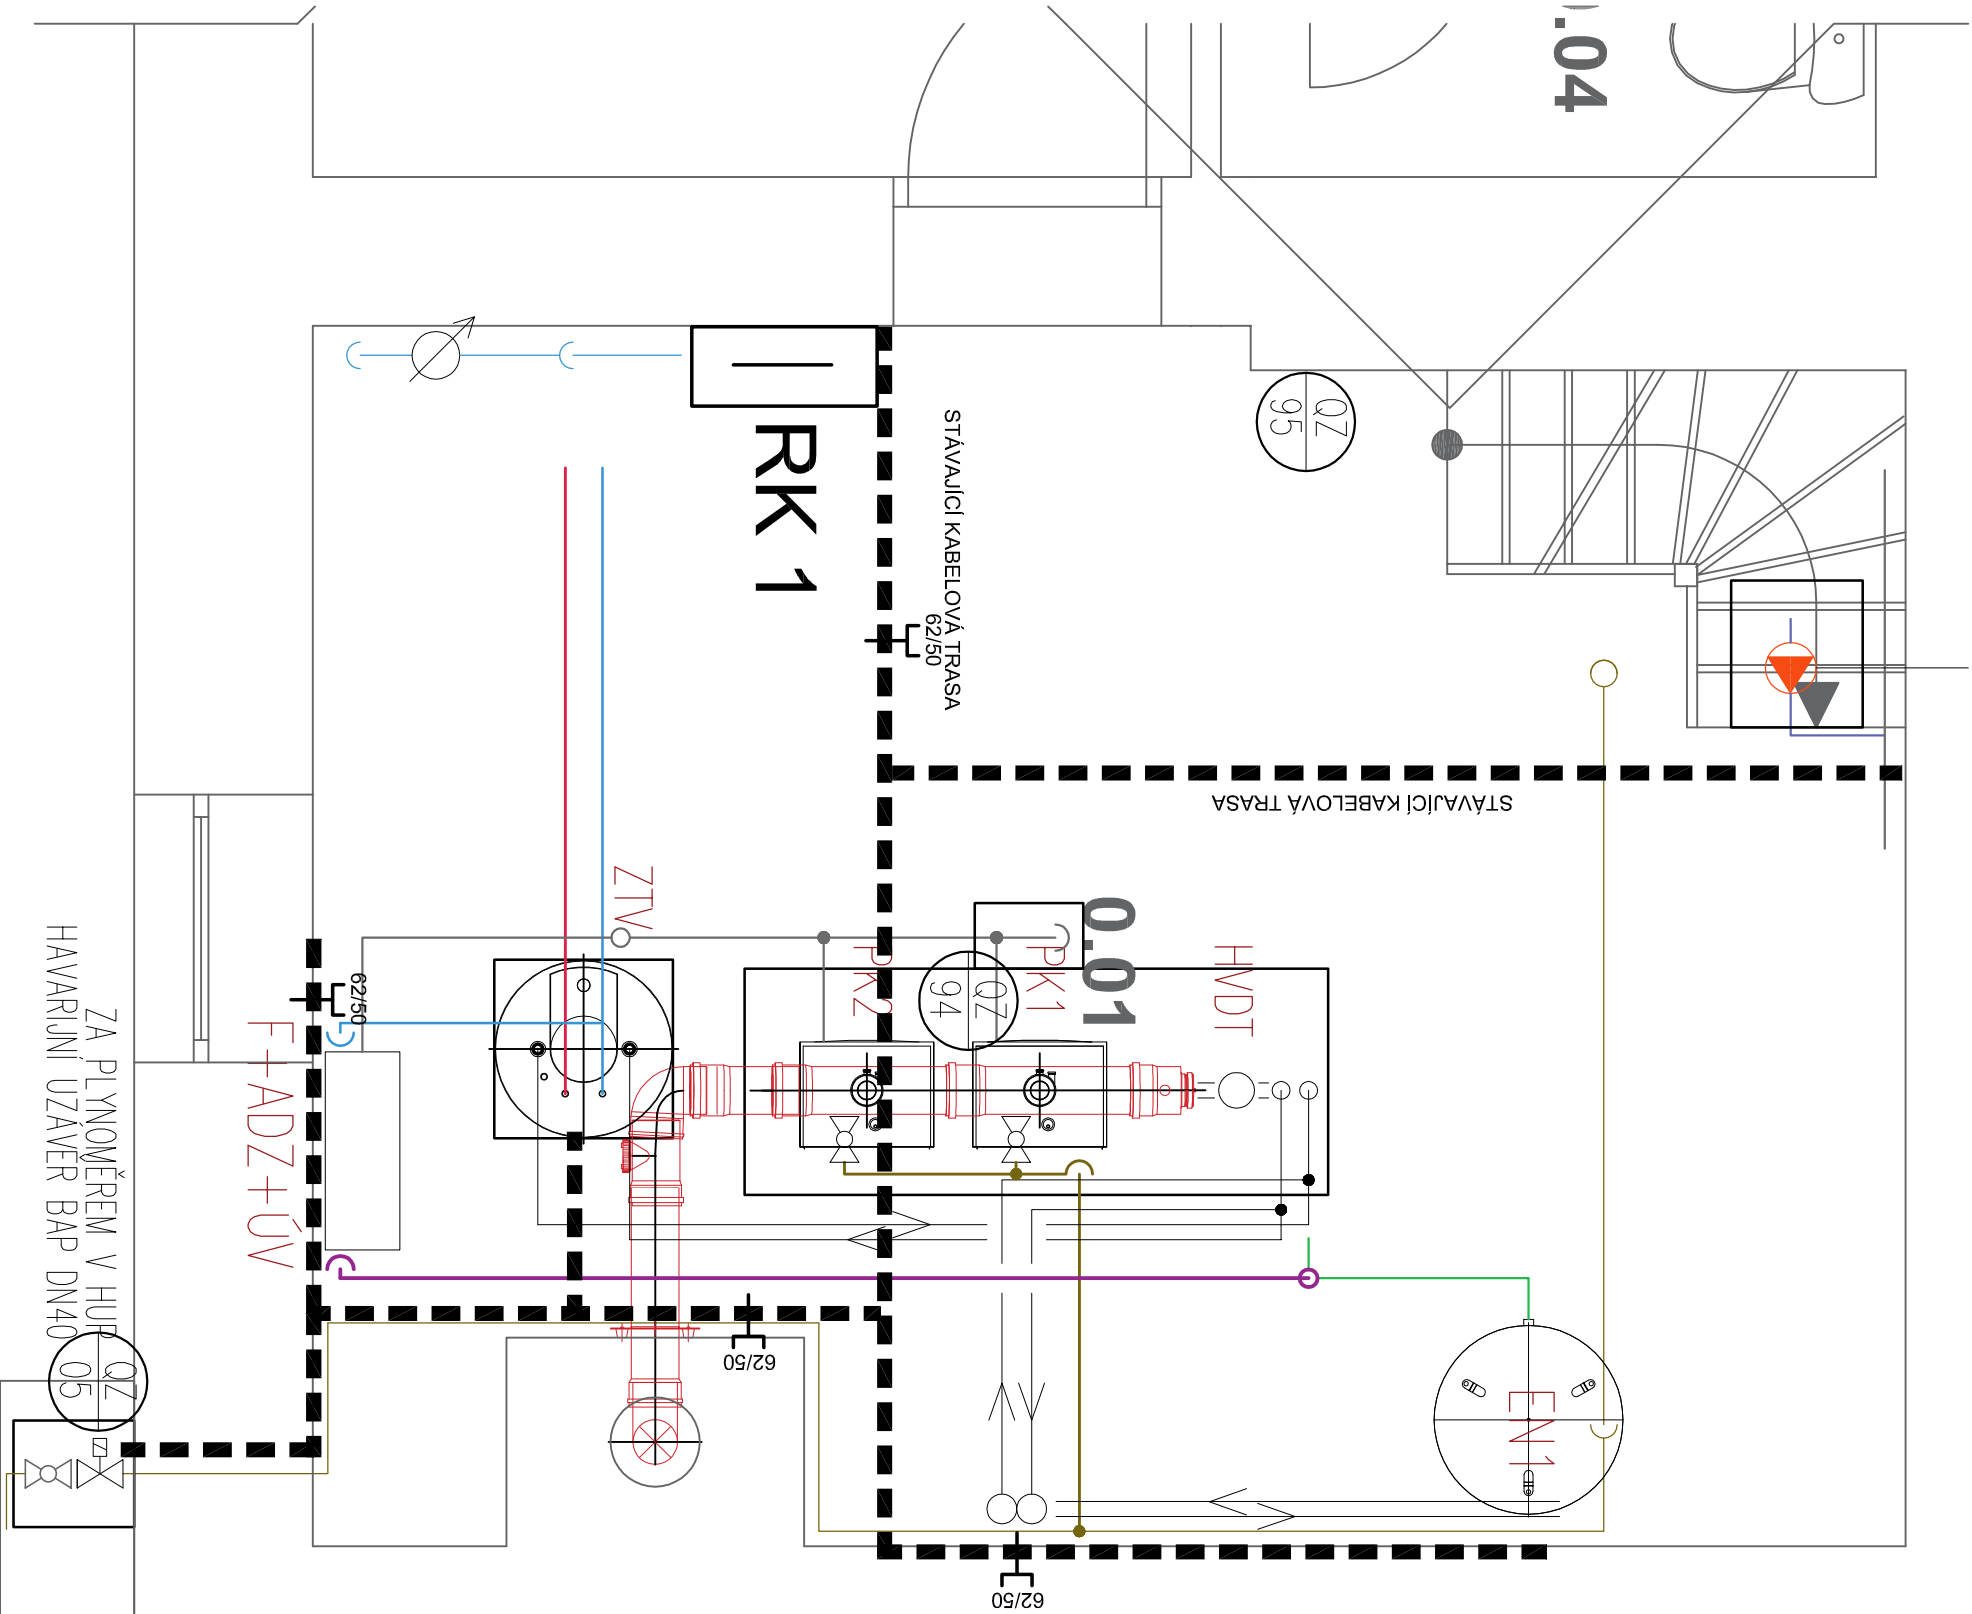 0.04
RK 1
STÁVAJÍCÍ KABELOVÁ TRASA
62/50
QZ
95
STÁVAJÍCÍ KABELOVÁ TRASA
ZTV
PK2
PK1
0.01
HVDT
QZ
94
62/50
F+ADZ+ÚV
ZA PLYNOMĚREM V HUP
HAVARIJNÍ UZÁVĚR BAP DN40
QZ
05
62/50
EN1
62/50